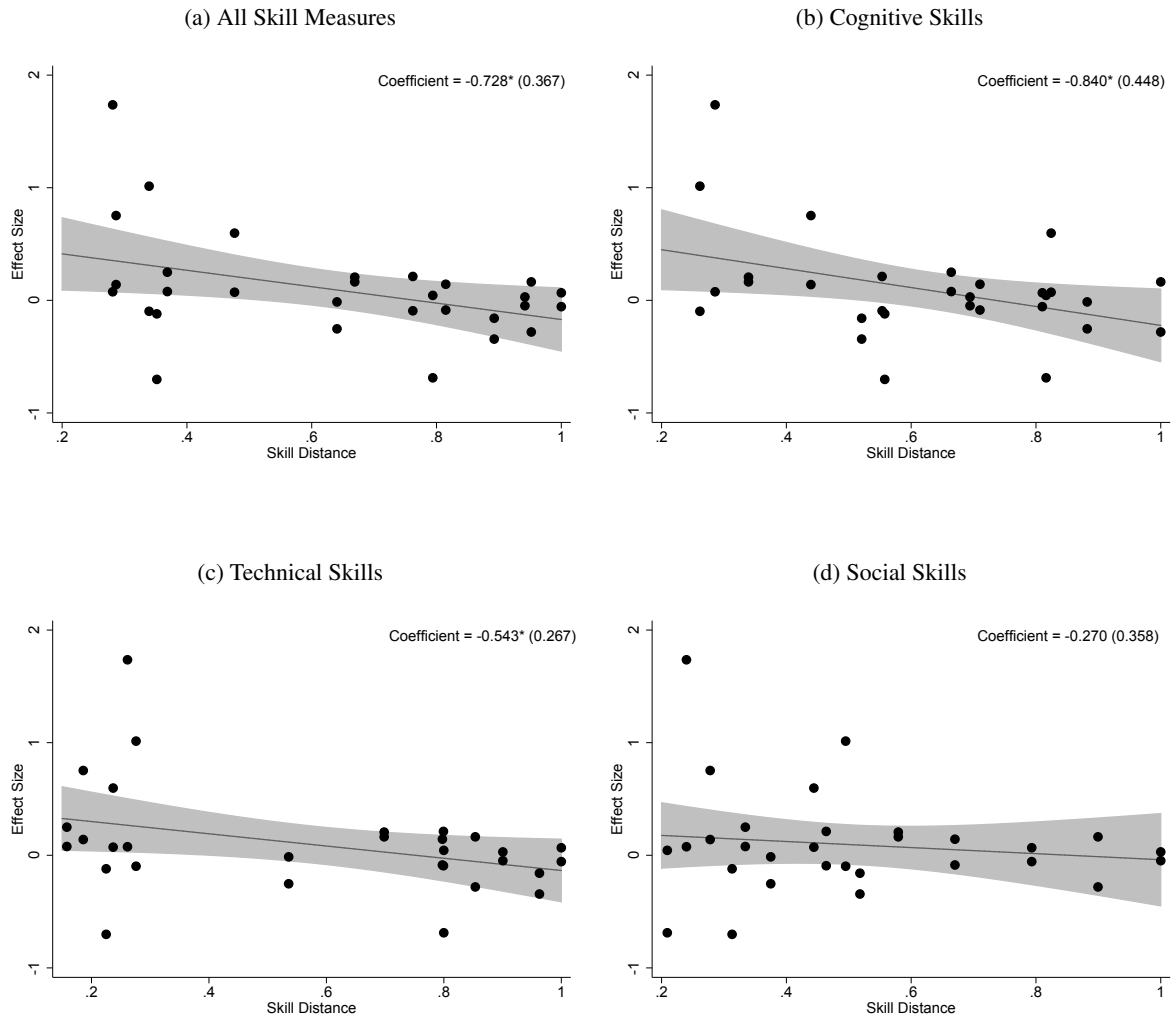 (a) All Skill Measures
Coefficient = -0.728* (0.367)
2
1
0
-1
Effect Size
.2 .4 .6 .8 1
Skill Distance
(b) Cognitive Skills
Coefficient = -0.840* (0.448)
2
1
0
-1
Effect Size
.2 .4 .6 .8 1
Skill Distance
(c) Technical Skills
Coefficient = -0.543* (0.267)
2
1
0
-1
Effect Size
.2 .4 .6 .8 1
Skill Distance
(d) Social Skills
Coefficient = -0.270 (0.358)
2
1
0
-1
Effect Size
.2 .4 .6 .8 1
Skill Distance